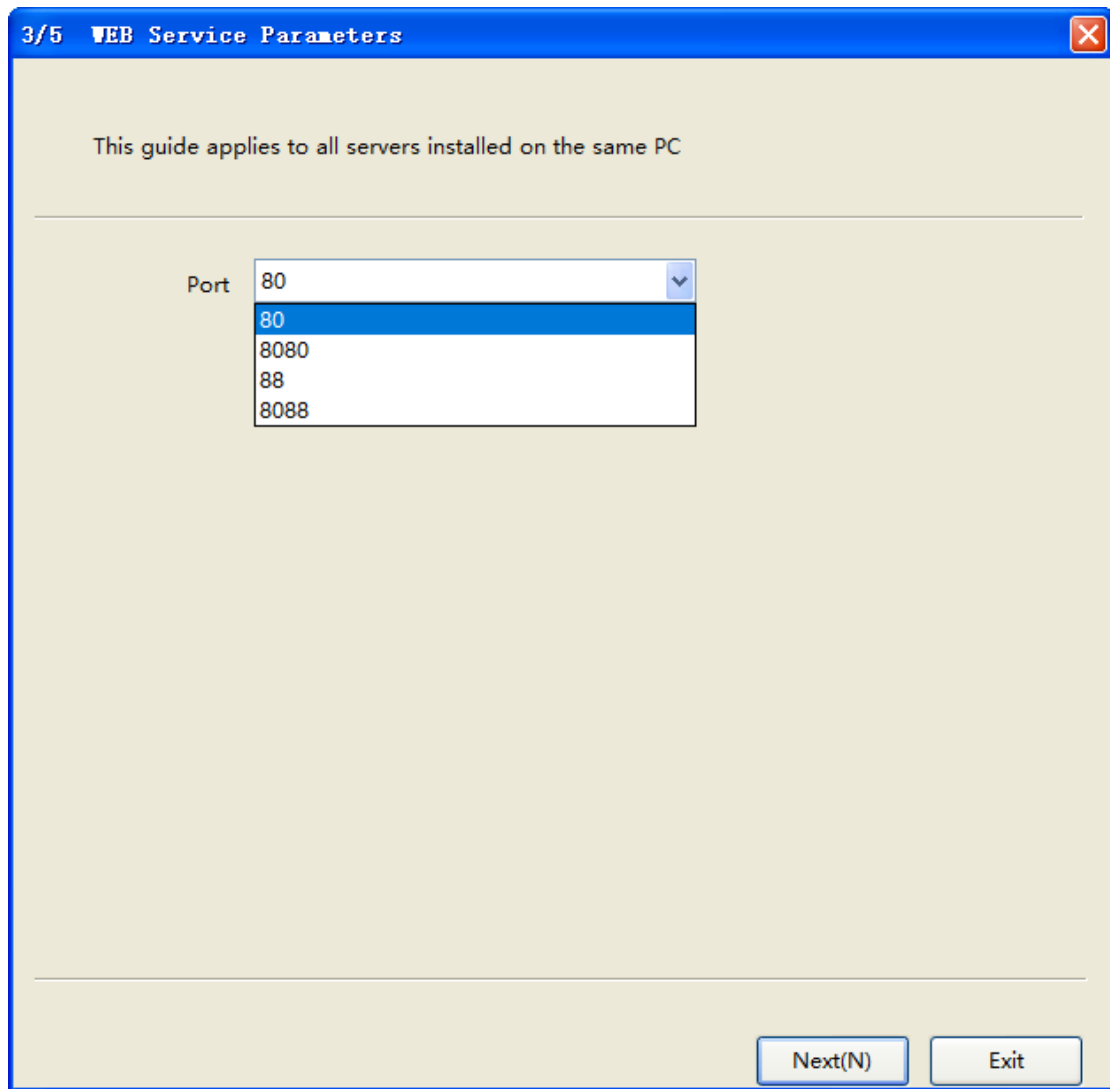 3/5 WEB Service Parameters
This guide applies to all servers installed on the same PC
Port 80
80
8080
88
8088
Next(N) Exit